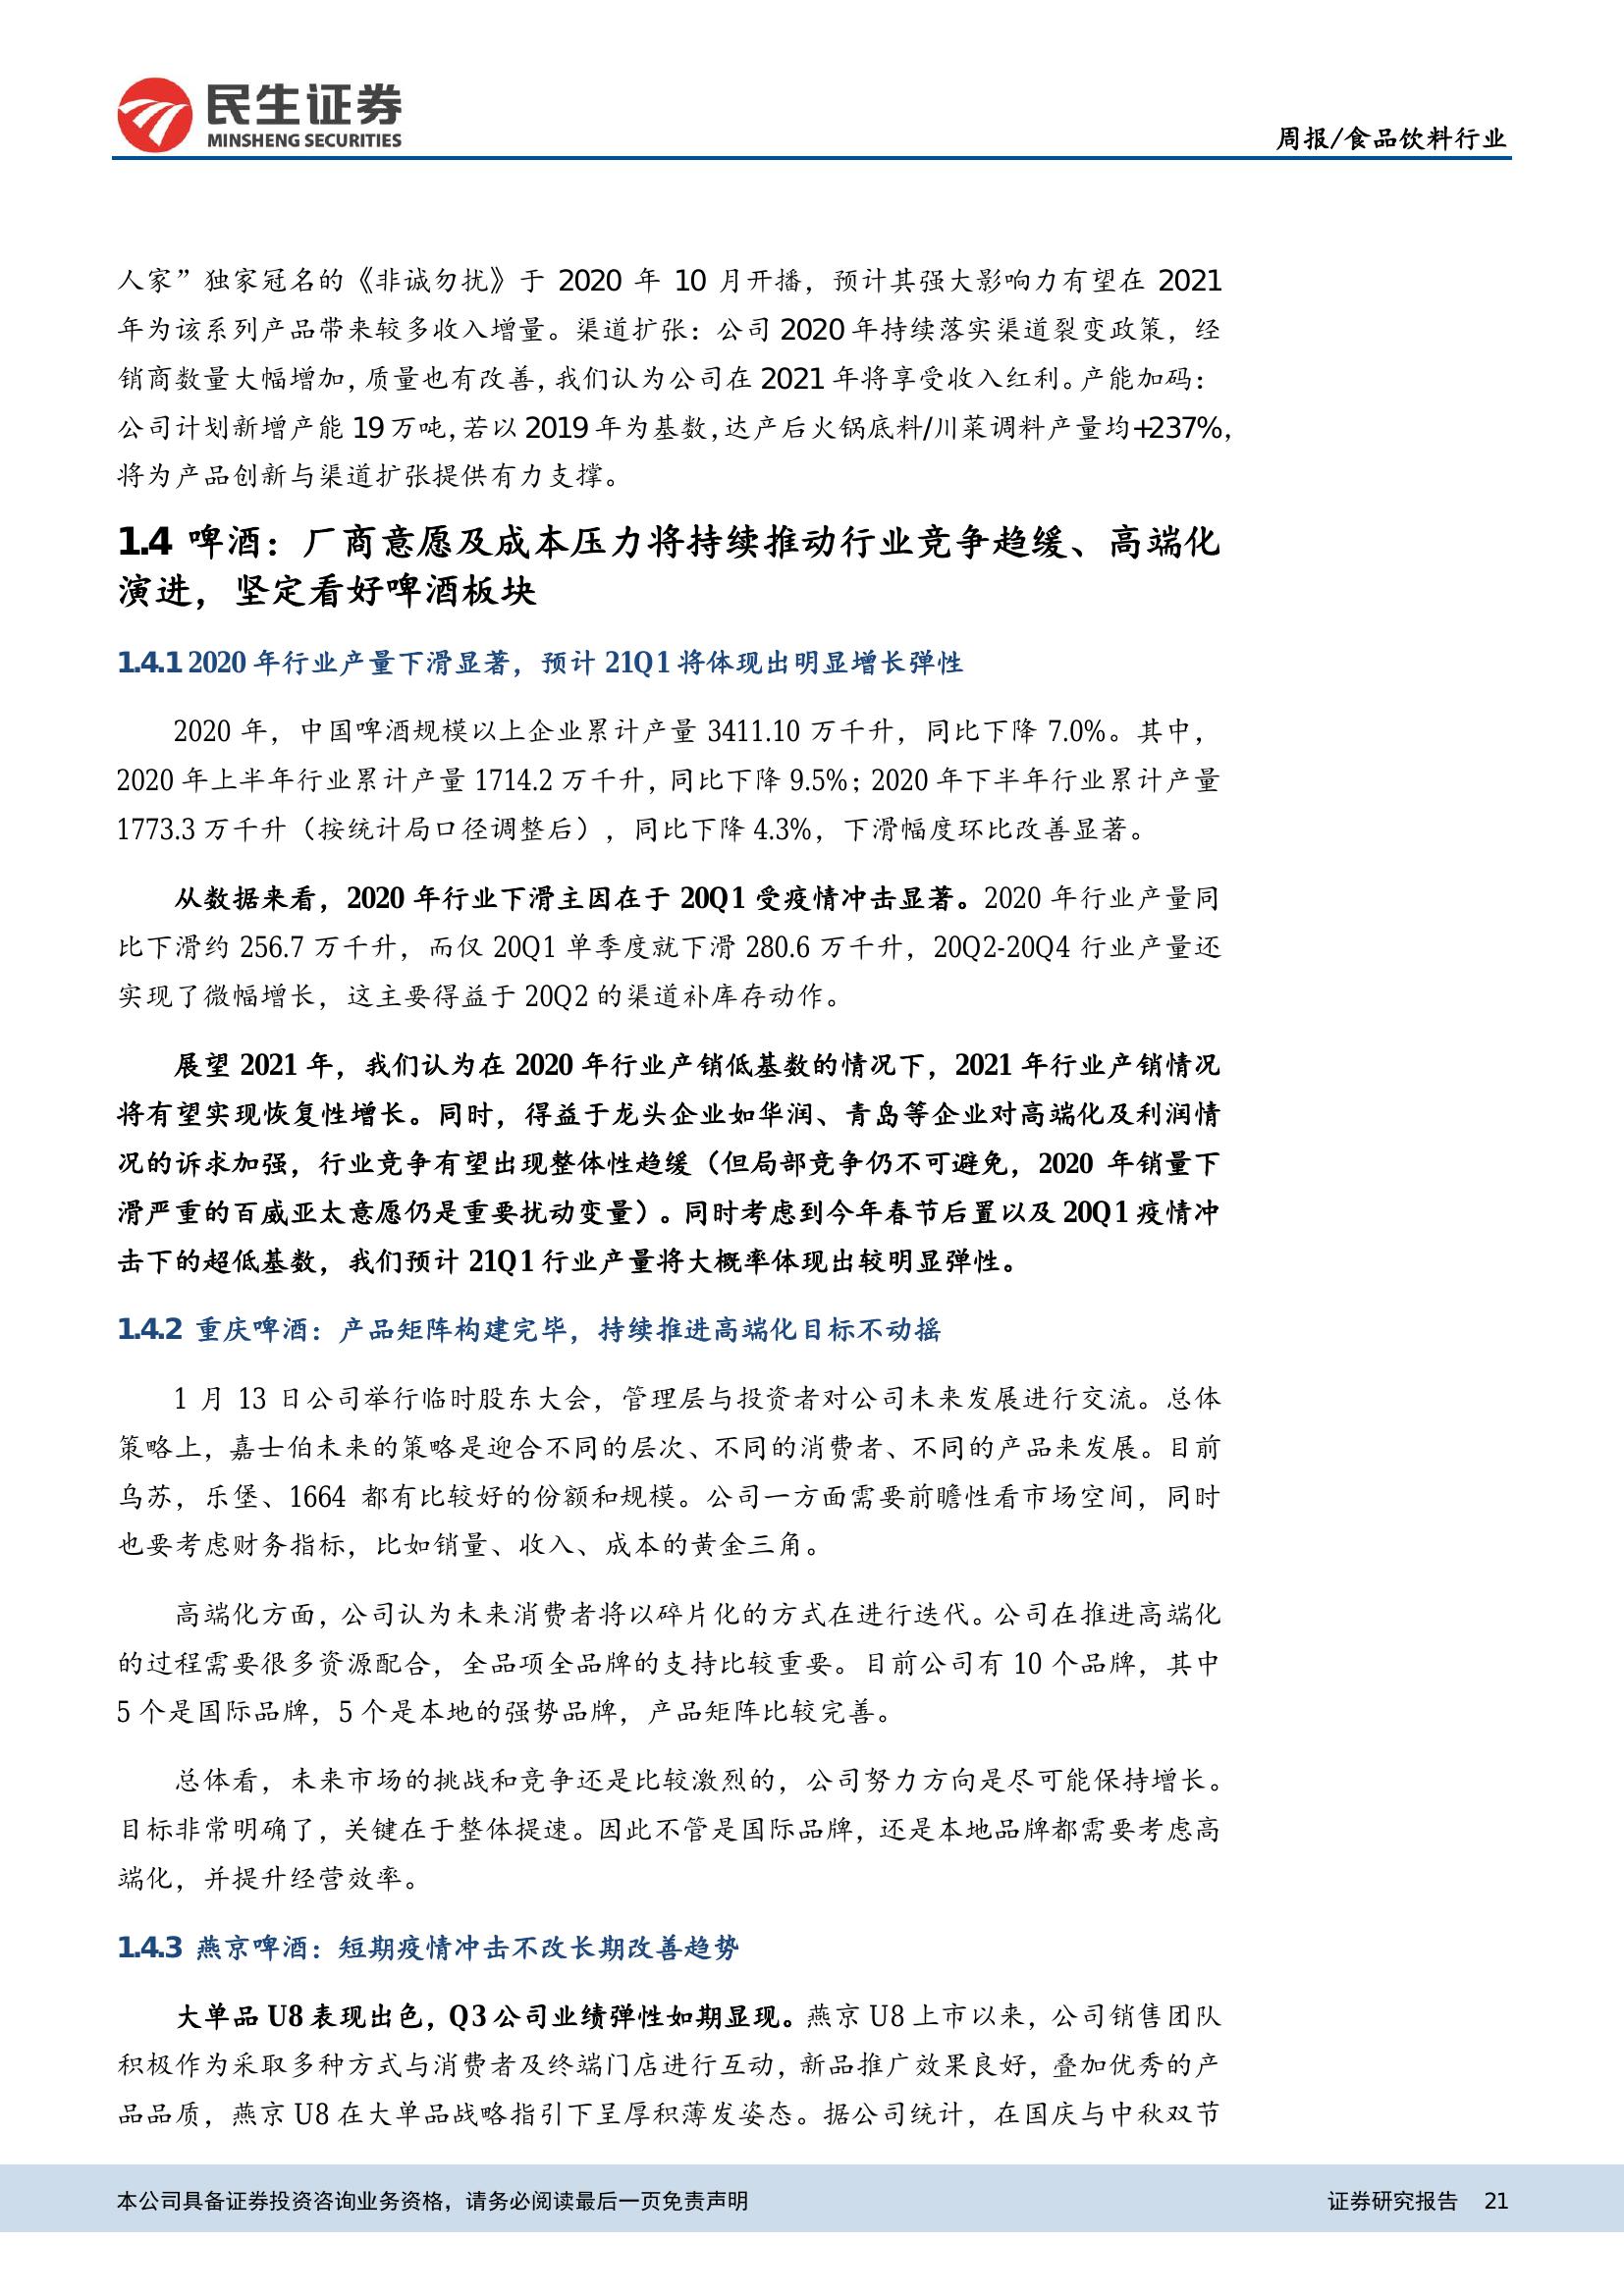 民生证券
MINSHENG SECURITIES
周报/食品饮料行业
人家”独家冠名的《非诚勿扰》于 2020 年 10 月开播，预计其强大影响力有望在 2021
年为该系列产品带来较多收入增量。渠道扩张：公司 2020 年持续落实渠道裂变政策，经
销商数量大幅增加，质量也有改善，我们认为公司在 2021 年将享受收入红利。产能加码：
公司计划新增产能 19 万吨，若以 2019 年为基数，达产后火锅底料/川菜调料产量均+237%，
将为产品创新与渠道扩张提供有力支撑。
1.4 啤酒：厂商意愿及成本压力将持续推动行业竞争趋缓、高端化
演进，坚定看好啤酒板块
1.4.1 2020 年行业产量下滑显著，预计 21Q1 将体现出明显增长弹性
2020 年，中国啤酒规模以上企业累计产量 3411.10 万千升，同比下降 7.0%。其中，
2020 年上半年行业累计产量 1714.2 万千升，同比下降 9.5%；2020 年下半年行业累计产量
1773.3 万千升（按统计局口径调整后），同比下降 4.3%，下滑幅度环比改善显著。
从数据来看，2020 年行业下滑主因在于 20Q1 受疫情冲击显著。2020 年行业产量同
比下滑约 256.7 万千升，而仅 20Q1 单季度就下滑 280.6 万千升，20Q2-20Q4 行业产量还
实现了微幅增长，这主要得益于 20Q2 的渠道补库存动作。
展望 2021 年，我们认为在 2020 年行业产销低基数的情况下，2021 年行业产销情况
将有望实现恢复性增长。同时，得益于龙头企业如华润、青岛等企业对高端化及利润情
况的诉求加强，行业竞争有望出现整体性趋缓（但局部竞争仍不可避免，2020 年销量下
滑严重的百威亚太意愿仍是重要扰动变量）。同时考虑到今年春节后置以及 20Q1 疫情冲
击下的超低基数，我们预计 21Q1 行业产量将大概率体现出较明显弹性。
1.4.2 重庆啤酒：产品矩阵构建完毕，持续推进高端化目标不动摇
1 月 13 日公司举行临时股东大会，管理层与投资者对公司未来发展进行交流。总体
策略上，嘉士伯未来的策略是迎合不同的层次、不同的消费者、不同的产品来发展。目前
乌苏，乐堡、1664 都有比较好的份额和规模。公司一方面需要前瞻性看市场空间，同时
也要考虑财务指标，比如销量、收入、成本的黄金三角。
高端化方面，公司认为未来消费者将以碎片化的方式在进行迭代。公司在推进高端化
的过程需要很多资源配合，全品项全品牌的支持比较重要。目前公司有 10 个品牌，其中
5 个是国际品牌，5 个是本地的强势品牌，产品矩阵比较完善。
总体看，未来市场的挑战和竞争还是比较激烈的，公司努力方向是尽可能保持增长。
目标非常明确了，关键在于整体提速。因此不管是国际品牌，还是本地品牌都需要考虑高
端化，并提升经营效率。
1.4.3 燕京啤酒：短期疫情冲击不改长期改善趋势
大单品 U8 表现出色，Q3 公司业绩弹性如期显现。燕京 U8 上市以来，公司销售团队
积极作为采取多种方式与消费者及终端门店进行互动，新品推广效果良好，叠加优秀的产
品品质，燕京 U8 在大单品战略指引下呈厚积薄发姿态。据公司统计，在国庆与中秋双节
本公司具备证券投资咨询业务资格，请务必阅读最后一页免责声明
证券研究报告 21